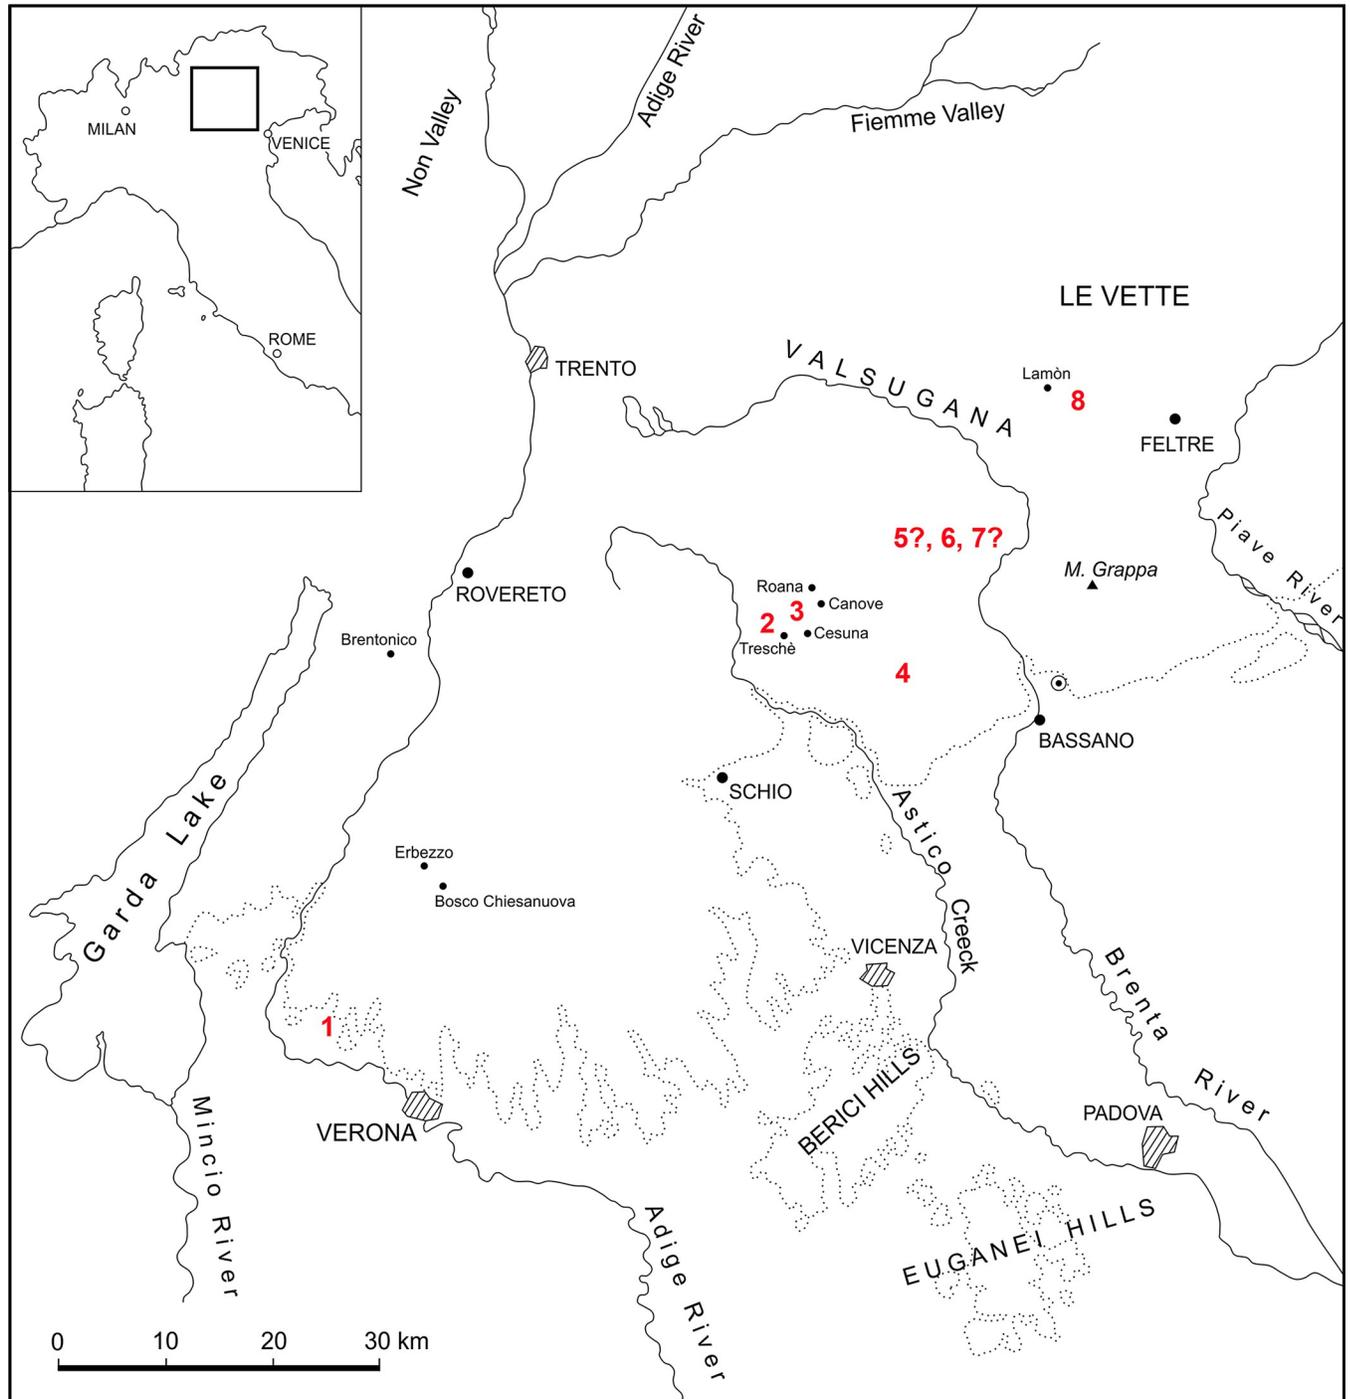 MILAN
VENICE
ROME
Non Valley
Adige River
Fiemme Valley
LE VETTE
TRENTO
VALSUGANA
Lamòn
8
FELTRE
5?, 6, 7?
Piave River
M. Grappa
ROVERETO
Roana
Canove
3
2
Cesuna
Treschè
Brentonico
4
BASSANO
SCHIO
Garda Lake
Astico Creeck
Erbezzo
Bosco Chiesanuova
VICENZA
Brenta River
1
BERICI HILLS
VERONA
PADOVA
Mincio River
Adige River
EUGANEI HILLS
0 10 20 30 km